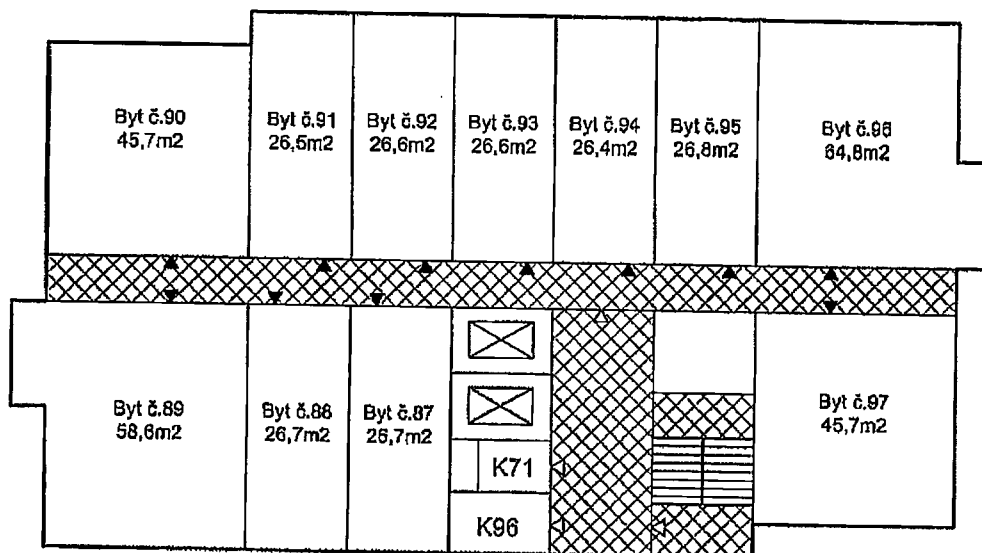 Byt č.90
45,7m2
Byt č.91
26,5m2
Byt č.92
26,6m2
Byt č.93
26,6m2
Byt č.94
26,4m2
Byt č.95
26,8m2
Byt č.96
64,8m2
Byt č.89
58,6m2
Byt č.88
26,7m2
Byt č.87
26,7m2
K71
K96
Byt č.97
45,7m2